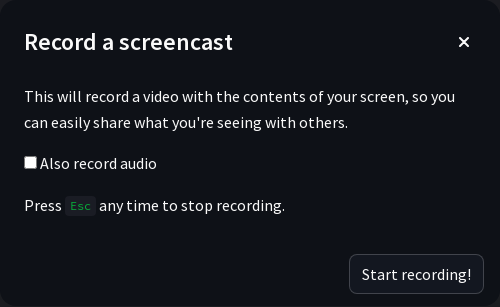 Record a screencast
This will record a video with the contents of your screen, so you
can easily share what you're seeing with others.
Also record audio
Press Esc any time to stop recording.
Start recording!